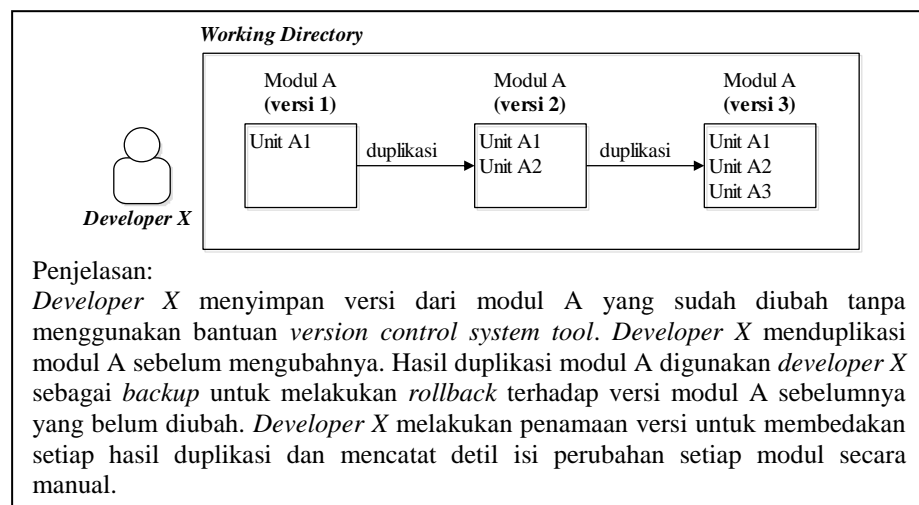 Working Directory
Modul A
(versi 1)
Modul A
(versi 2)
Modul A
(versi 3)
Unit A1
duplikasi
Unit A1
Unit A2
duplikasi
Unit A1
Unit A2
Unit A3
Developer X
Penjelasan:
Developer X menyimpan versi dari modul A yang sudah diubah tanpa
menggunakan bantuan version control system tool. Developer X menduplikasi
modul A sebelum mengubahnya. Hasil duplikasi modul A digunakan developer X
sebagai backup untuk melakukan rollback terhadap versi modul A sebelumnya
yang belum diubah. Developer X melakukan penamaan versi untuk membedakan
setiap hasil duplikasi dan mencatat detil isi perubahan setiap modul secara
manual.